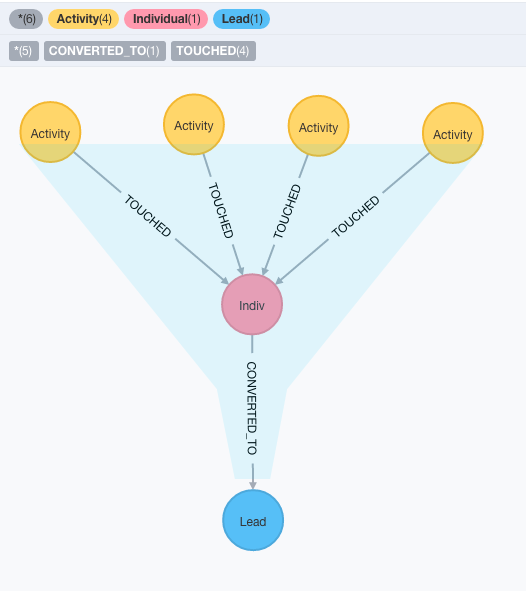 *(6) Activity(4) Individual(1) Lead(1)
*(5) CONVERTED_TO(1) TOUCHED(4)
Activity Activity Activity Activity
TOUCHED TOUCHED TOUCHED TOUCHED
Indiv
CONVERTED_TO
Lead